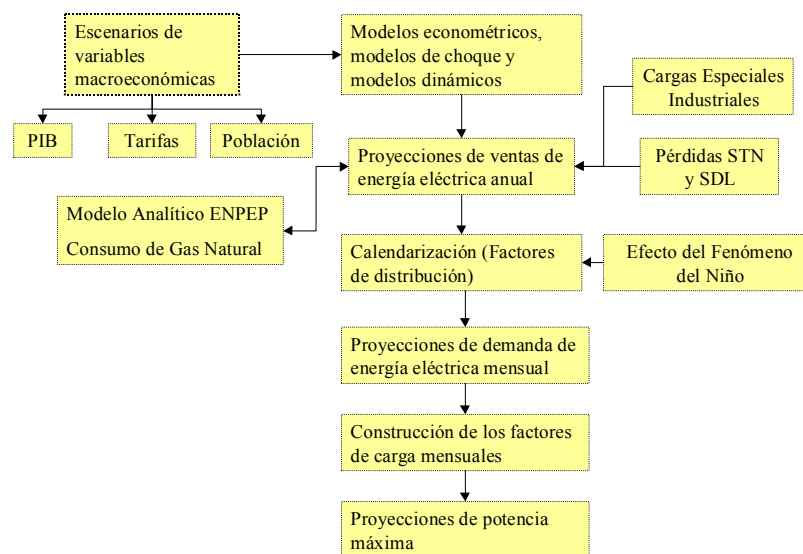 Escenarios de
variables
macroeconómicas
Modelos econométricos,
modelos de choque y
modelos dinámicos
Cargas Especiales
Industriales
PIB
Tarifas
Población
Proyecciones de ventas de
energía eléctrica anual
Pérdidas STN
y SDL
Modelo Analítico ENPEP
Consumo de Gas Natural
Calendarización (Factores
de distribución)
Efecto del Fenómeno
del Niño
Proyecciones de demanda de
energía eléctrica mensual
Construcción de los factores
de carga mensuales
Proyecciones de potencia
máxima